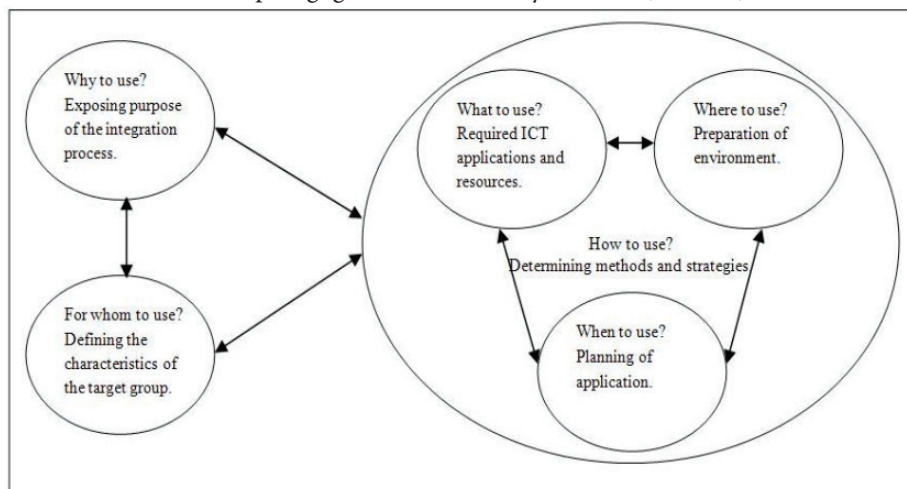 Why to use?
Exposing purpose
of the integration
process.
What to use?
Required ICT
applications and
resources.
Where to use?
Preparation of
environment.
How to use?
Determining methods and strategies
For whom to use?
Defining the
characteristics of
the target group.
When to use?
Planning of
application.